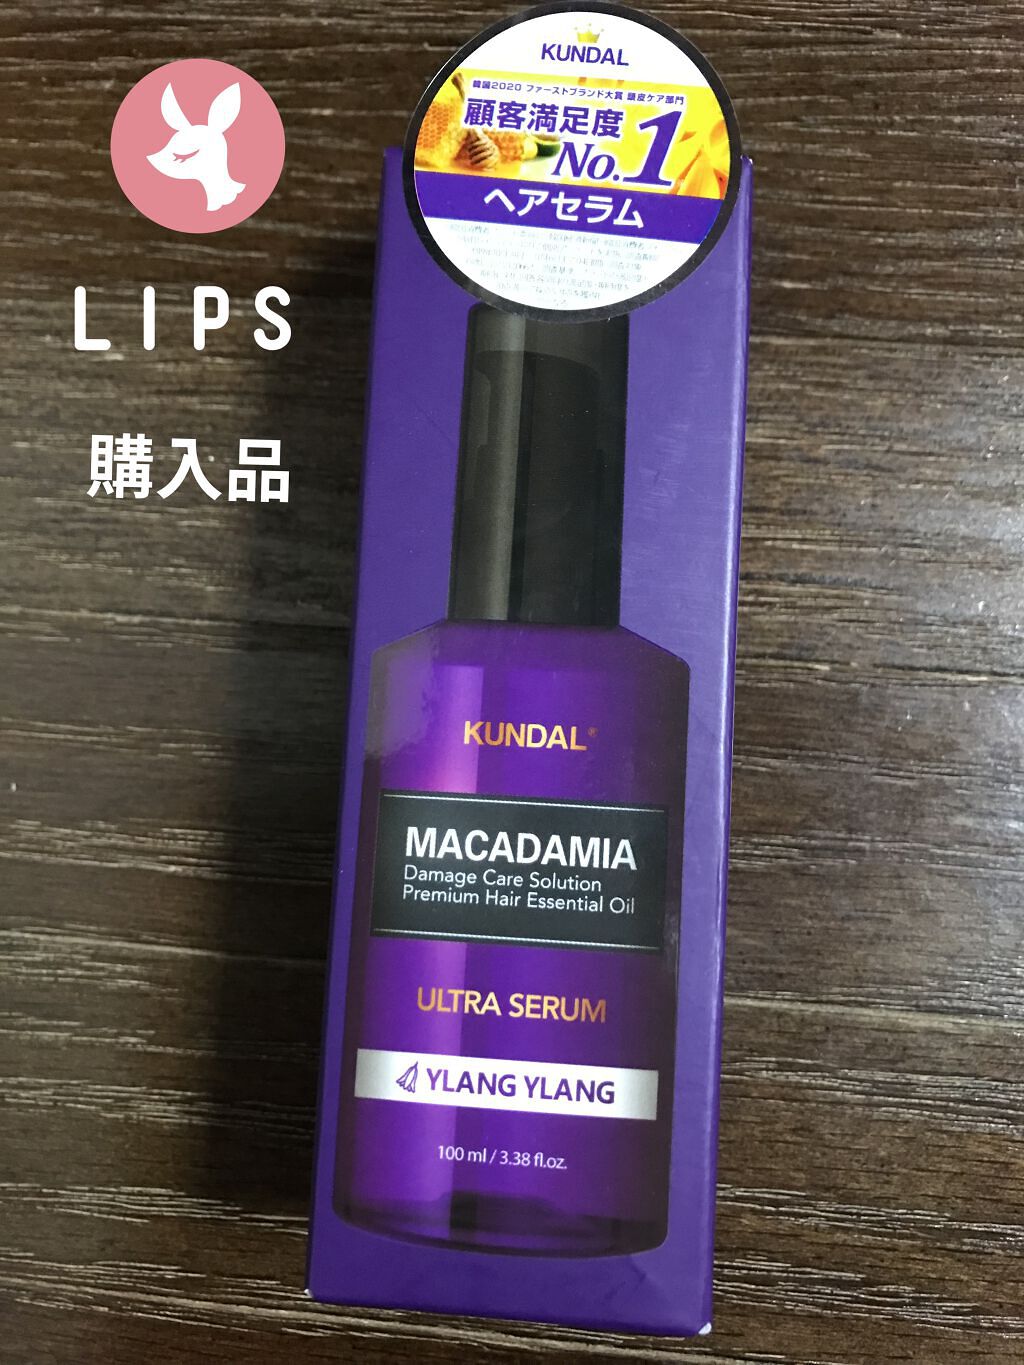 KUNDAL
韓国2020 ファーストブランド大賞 頭皮ケア部門
顧客満足度
No.1
ヘアセラム
LIPS
購入品
KUNDAL®
MACADAMIA
Damage Care Solution
Premium Hair Essential Oil
ULTRA SERUM
YLANG YLANG
100 ml / 3.38 fl.oz.